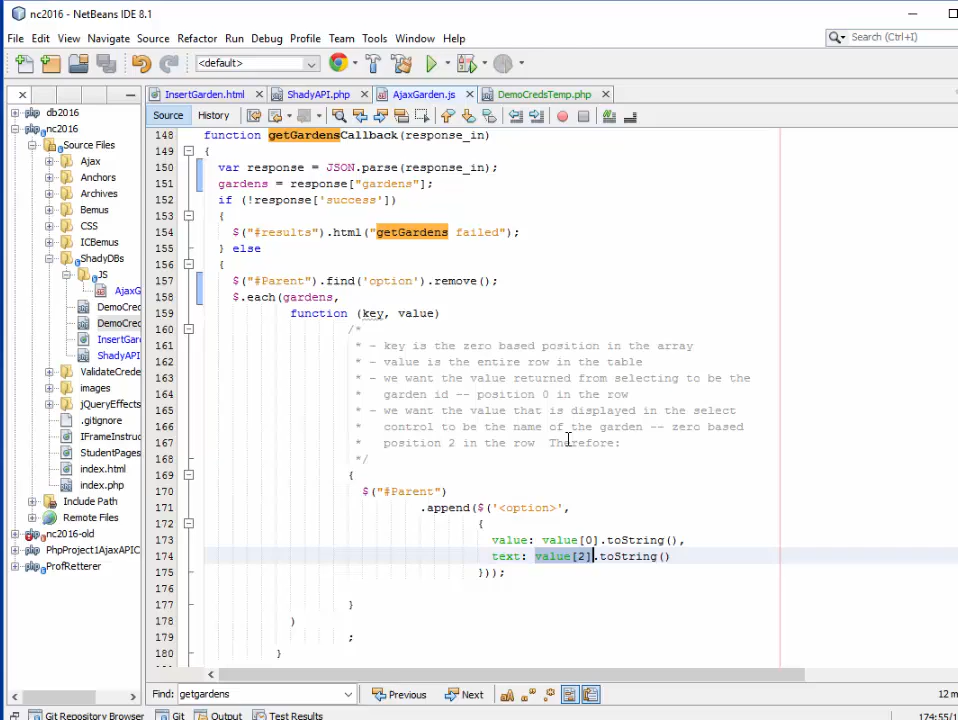 nc2016 - NetBeans IDE 8.1
File Edit View Navigate Source Refactor Run Debug Profile Team Tools Window Help
Search (Ctrl+I)
<default>
InsertGarden.html ShadyAPI.php AjaxGarden.js DemoCredsTemp.php
Source History
db2016
nc2016
Source Files
Ajax
Anchors
Archives
Bemus
CSS
ICBemus
ShadyDBs
JS
AjaxG
DemoCred
DemoCred
InsertGar
ShadyAPI
ValidateCrede
images
jQueryEffects
.gitignore
IFrameInstruc
StudentPages
index.html
index.php
Include Path
Remote Files
nc2016-old
PhpProject1AjaxAPIC
ProfRetterer
148 function getGardensCallback(response_in)
149 {
150 var response = JSON.parse(response_in);
151 gardens = response["gardens"];
152 if (!response['success'])
153 {
154 $("#results").html("getGardens failed");
155 } else
156 {
157 $("#Parent").find('option').remove();
158 $.each(gardens,
159 function (key, value)
160 /*
161 * - key is the zero based position in the array
162 * - value is the entire row in the table
163 * - we want the value returned from selecting to be the
164 * garden id -- position 0 in the row
165 * - we want the value that is displayed in the select
166 * control to be the name of the garden -- zero based
167 * position 2 in the row Therefore:
168 */
169 {
170 $("#Parent")
171 .append($('<option>',
172 {
173 value: value[0].toString(),
174 text: value[2].toString()
175 }));
176
177 }
178 )
179 ;
180 }
Find: getgardens Previous Next 12 m
Git Repository Browser Git Output Test Results 174:55/1